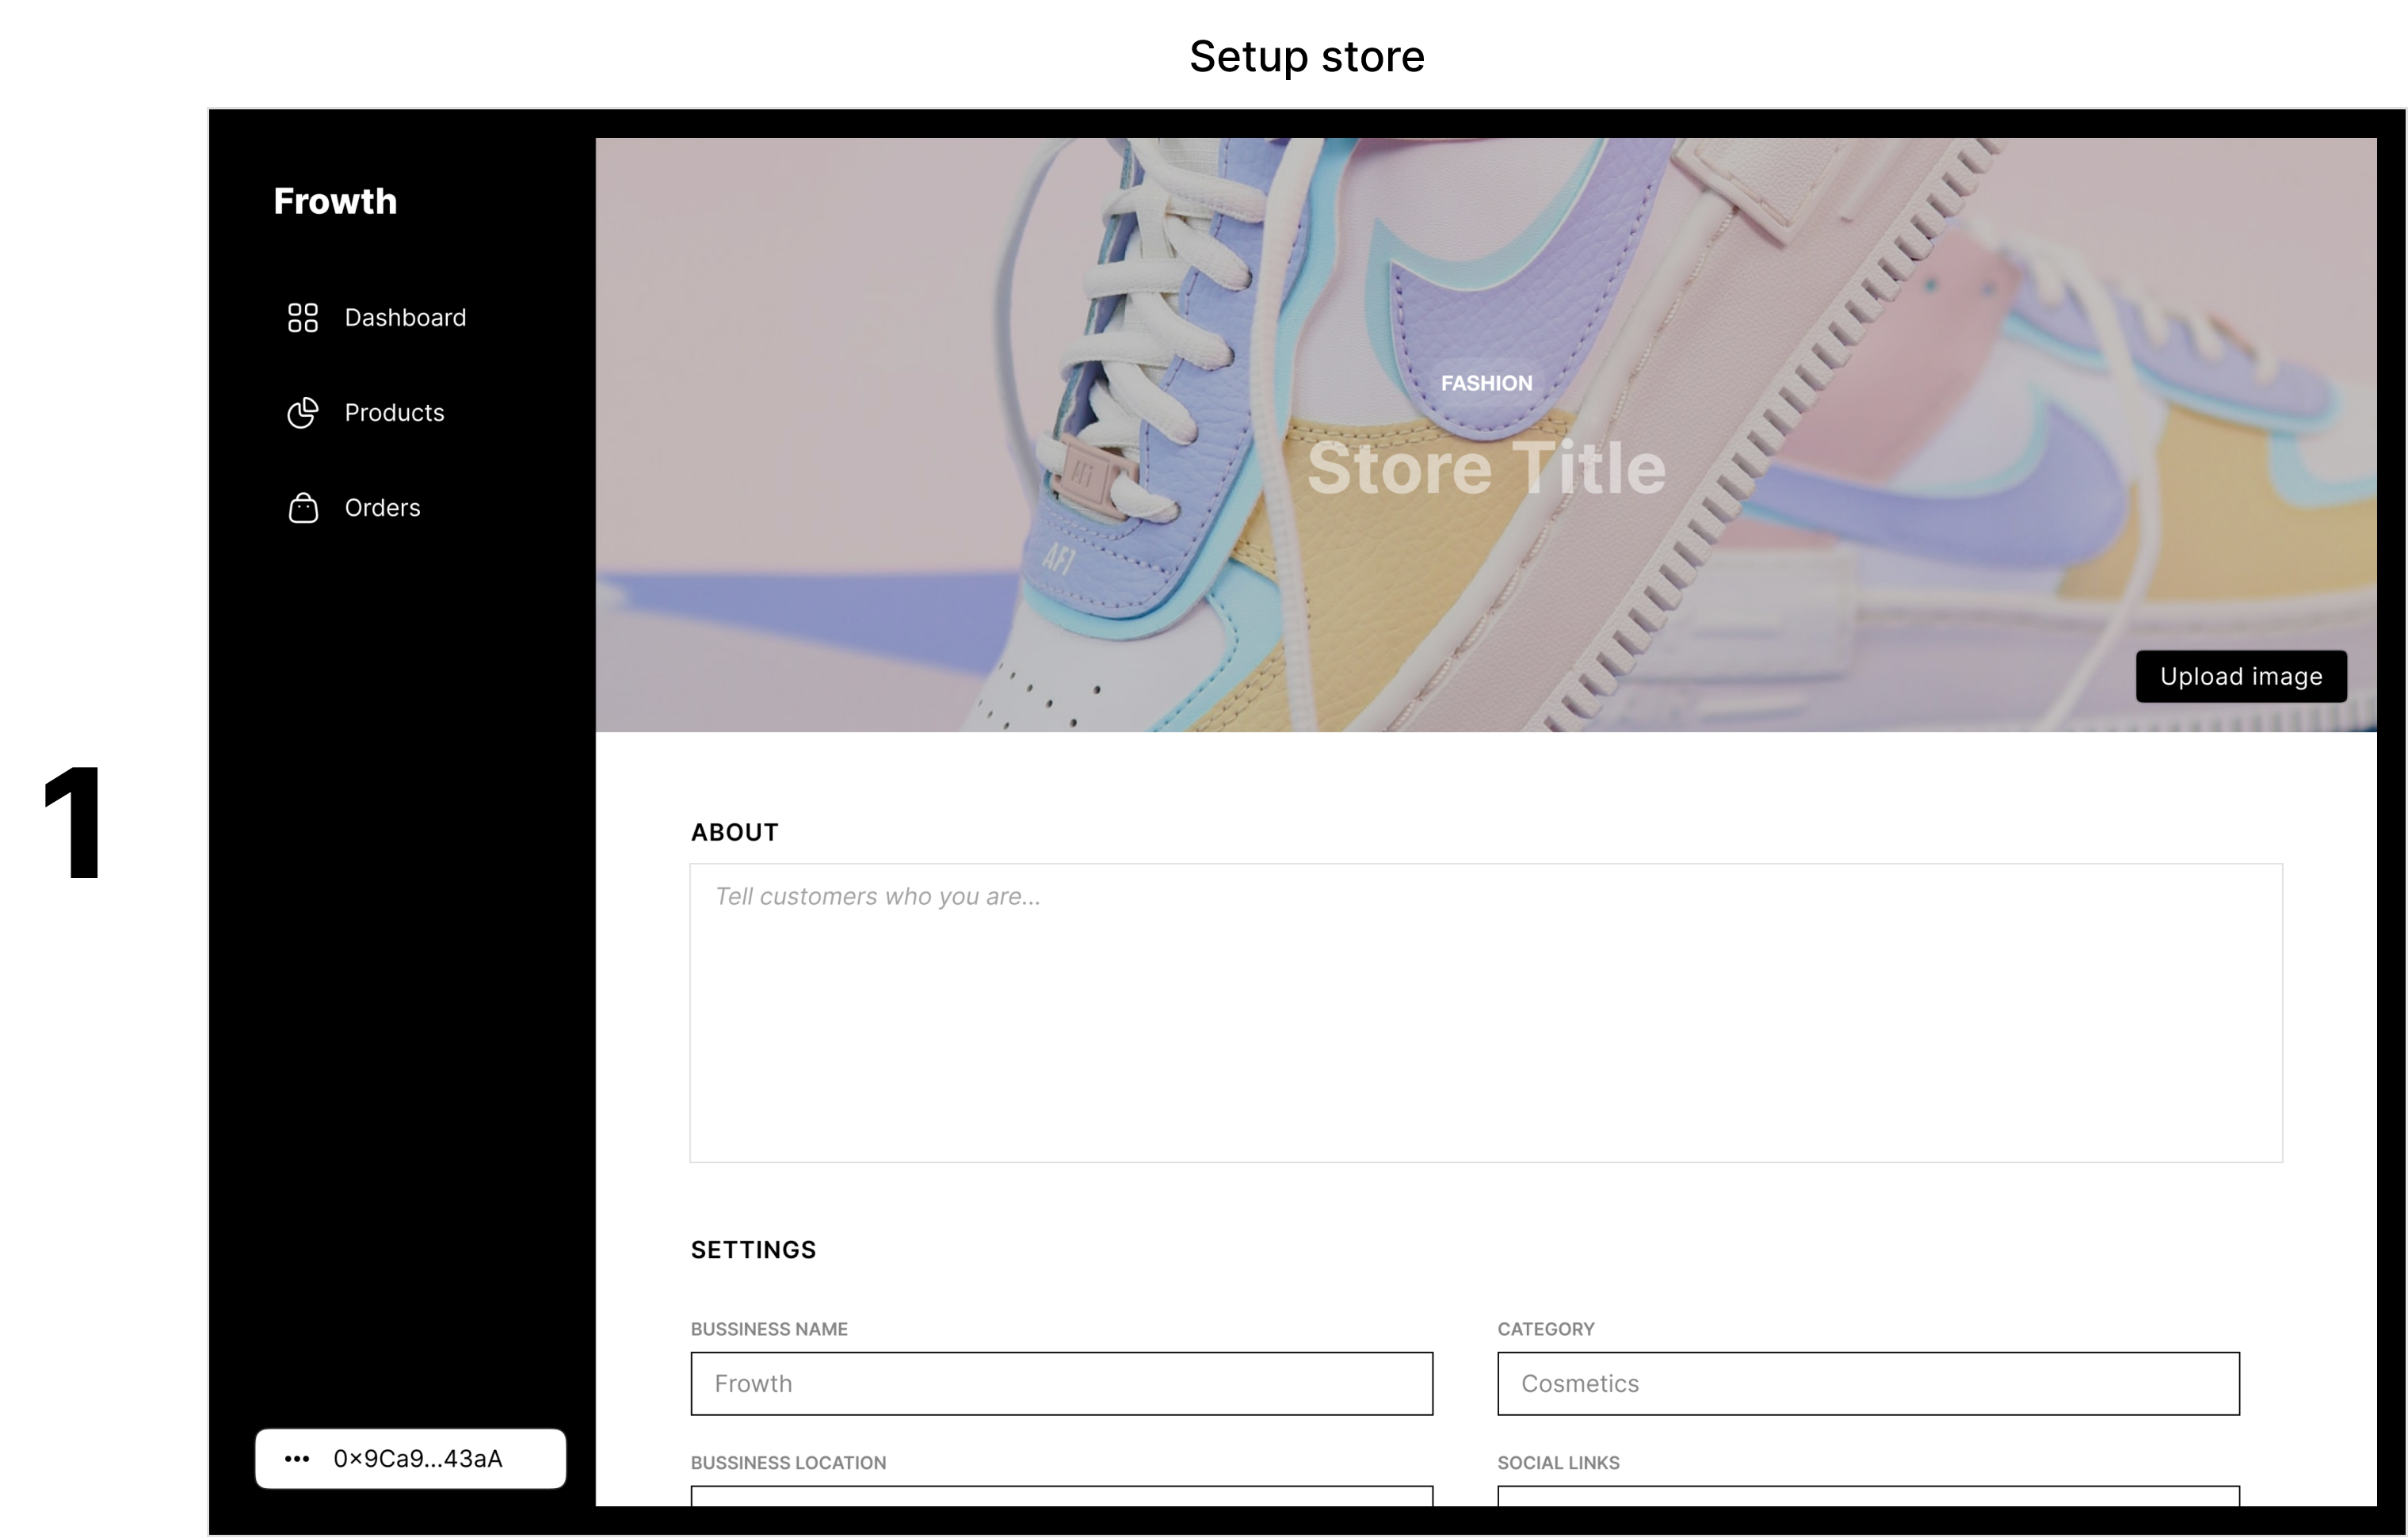 Setup store
1
Frowth
Dashboard
Products
Orders
0×9Ca9...43aA
FASHION
Store Title
AF1
Upload image
ABOUT
Tell customers who you are...
SETTINGS
BUSSINESS NAME
CATEGORY
Frowth
Cosmetics
BUSSINESS LOCATION
SOCIAL LINKS